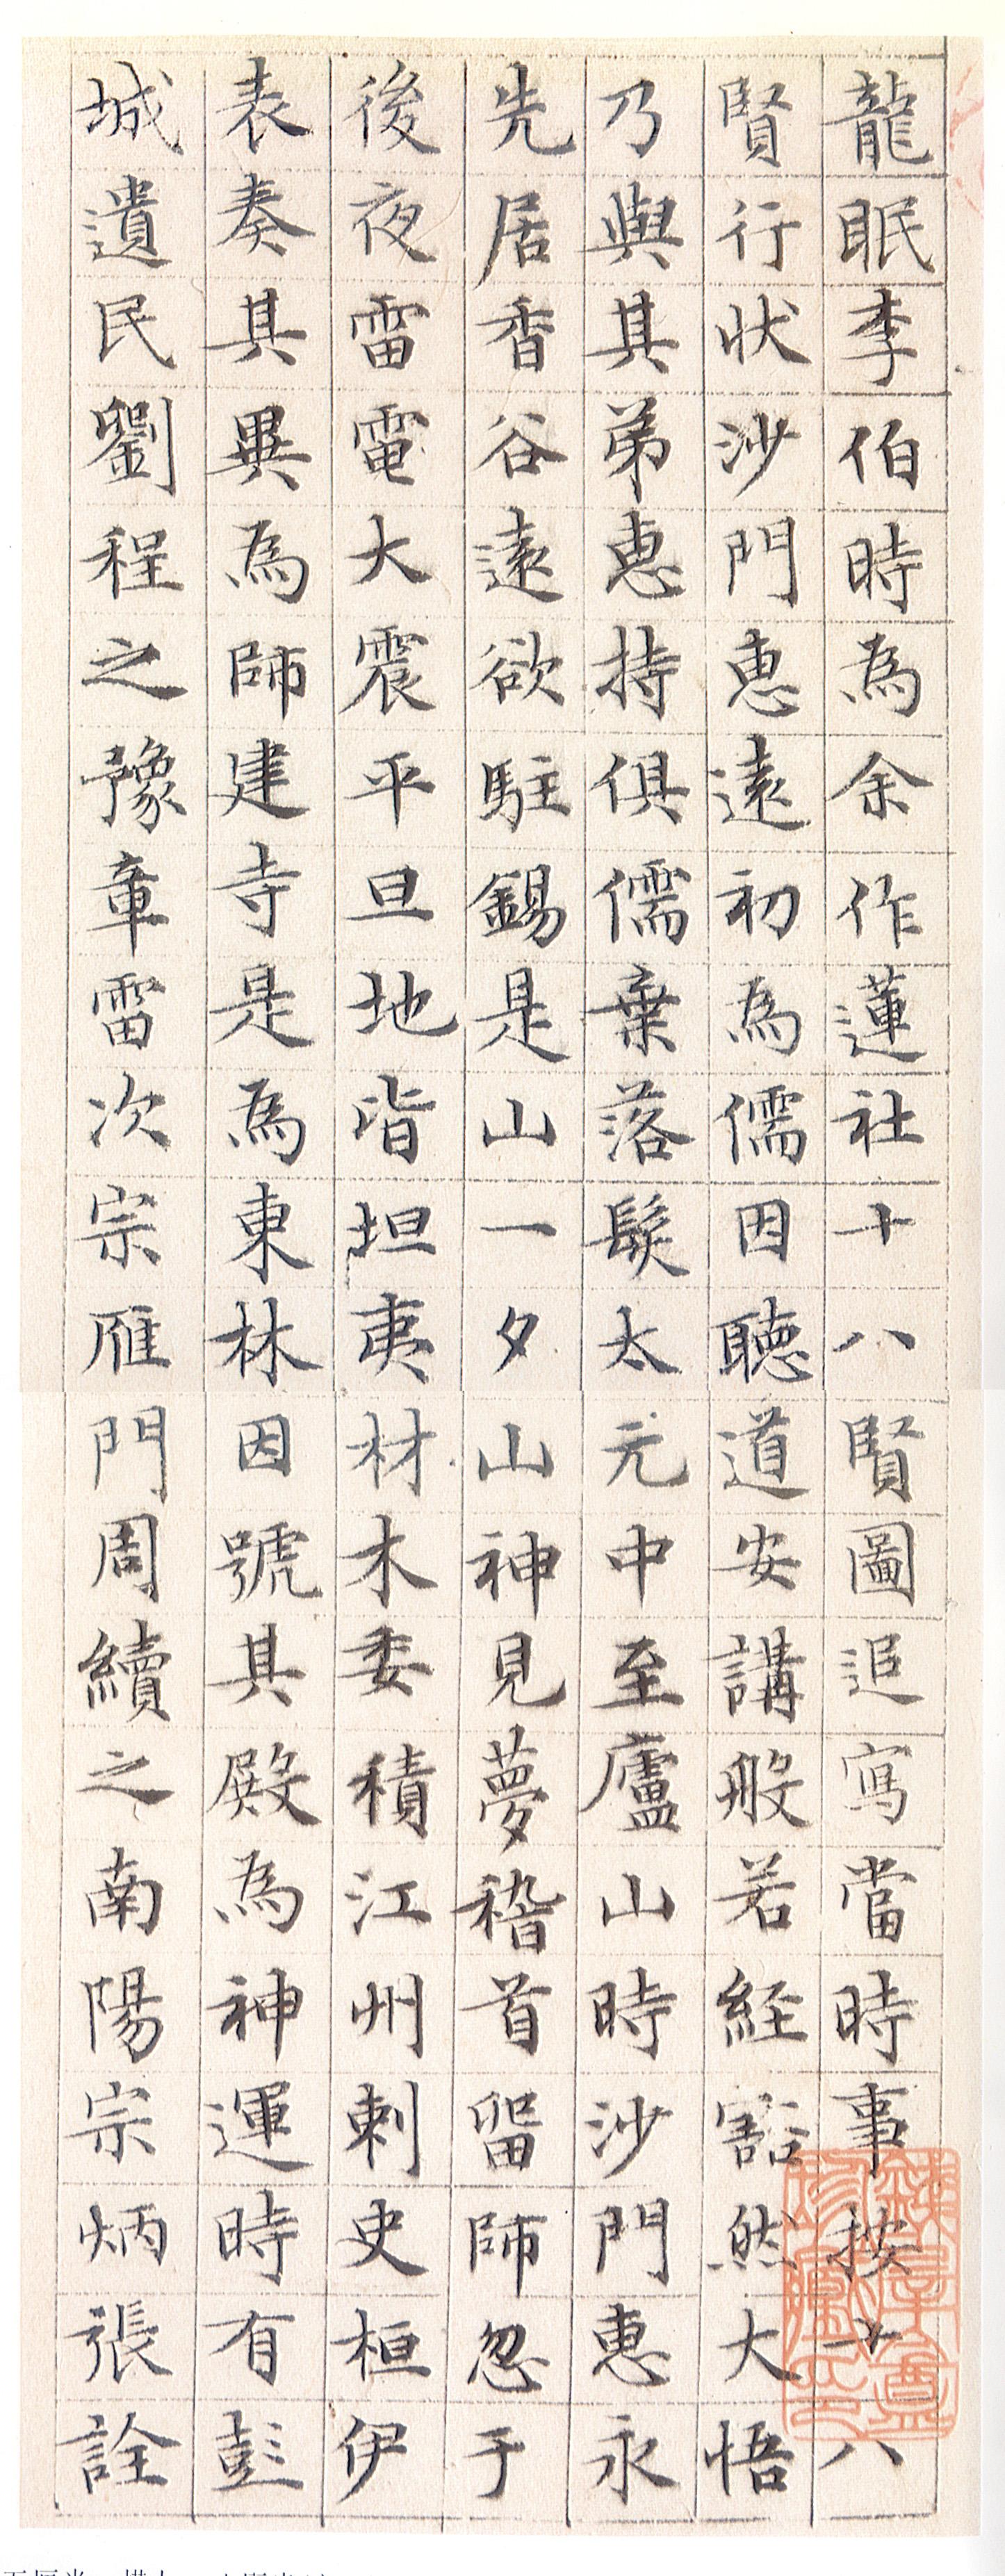 龍眠李伯時為余作蓮社十八賢圖追寫當時事按十八
賢行狀沙門惠遠初為儒因聽道安講般若経豁然大悟
乃與其弟惠持俱儒棄落髮太元中至廬山時沙門惠永
先居香谷遠欲駐錫是山一夕山神見夢稽首留師忽于
後夜雷電大震平旦地皆坦夷材木委積江州刺史桓伊
表奏其異為師建寺是為東林因號其殿為神運時有彭
城遺民劉程之豫章雷次宗雁門周續之南陽宗炳張詮